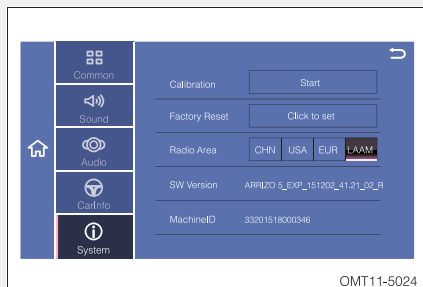 Common
Sound
Audio
CarInfo
System
Calibration Start
Factory Reset Click to set
Radio Area CHN USA EUR LAAM
SW Version ARRIZO 5_EXP_151202_41.21_02_R
MachineID 33201518000346
OMT11-5024